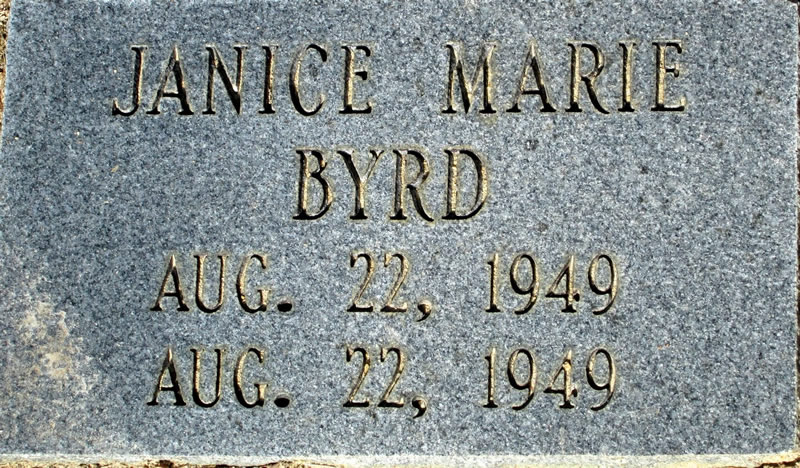 JANICE MARIE
BYRD
AUG. 22, 1949
AUG. 22, 1949